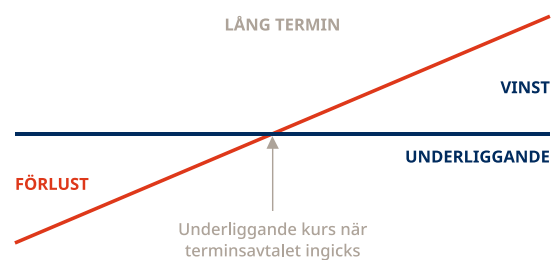 LÅNG TERMIN
VINST
UNDERLIGGANDE
FÖRLUST
Underliggande kurs när
terminsavtalet ingicks